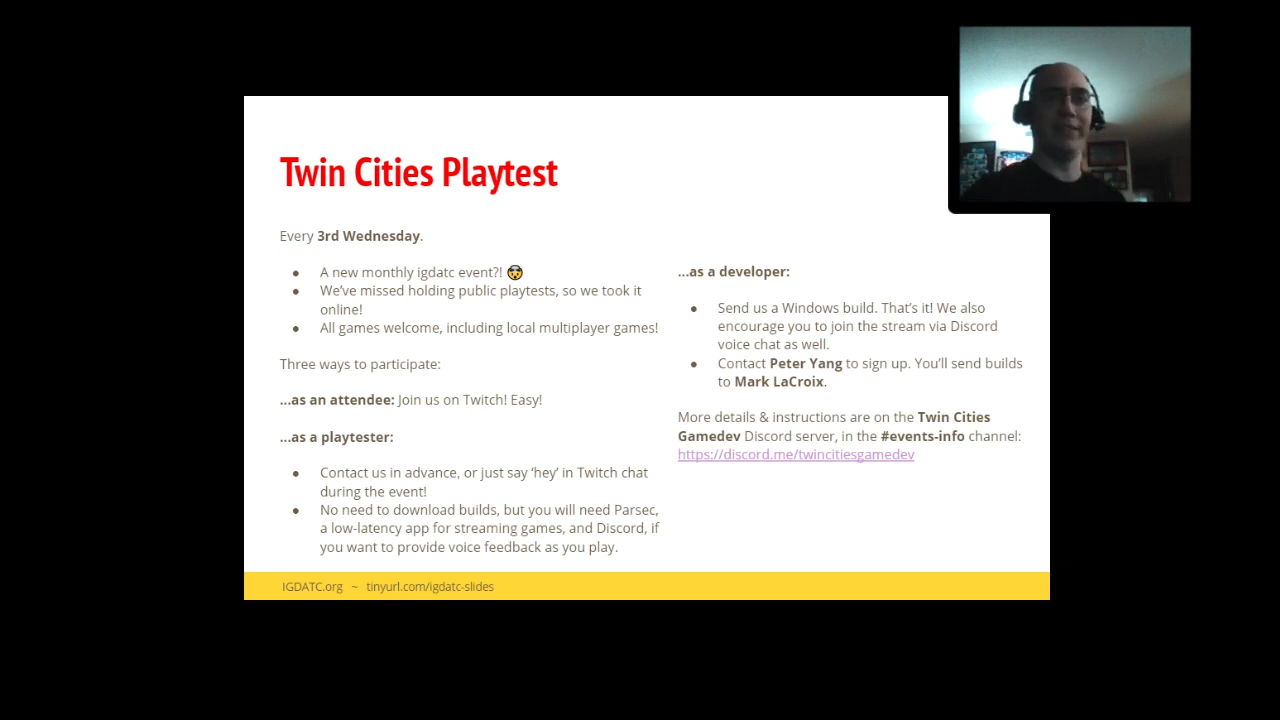 Twin Cities Playtest
Every 3rd Wednesday.
● A new monthly igdatc event?! 🤯
● We’ve missed holding public playtests, so we took it
online!
● All games welcome, including local multiplayer games!
Three ways to participate:
...as an attendee: Join us on Twitch! Easy!
...as a playtester:
● Contact us in advance, or just say ‘hey’ in Twitch chat
during the event!
● No need to download builds, but you will need Parsec,
a low-latency app for streaming games, and Discord, if
you want to provide voice feedback as you play.
...as a developer:
● Send us a Windows build. That’s it! We also
encourage you to join the stream via Discord
voice chat as well.
● Contact Peter Yang to sign up. You’ll send builds
to Mark LaCroix.
More details & instructions are on the Twin Cities
Gamedev Discord server, in the #events-info channel:
https://discord.me/twincitiesgamedev
IGDATC.org ~ tinyurl.com/igdatc-slides